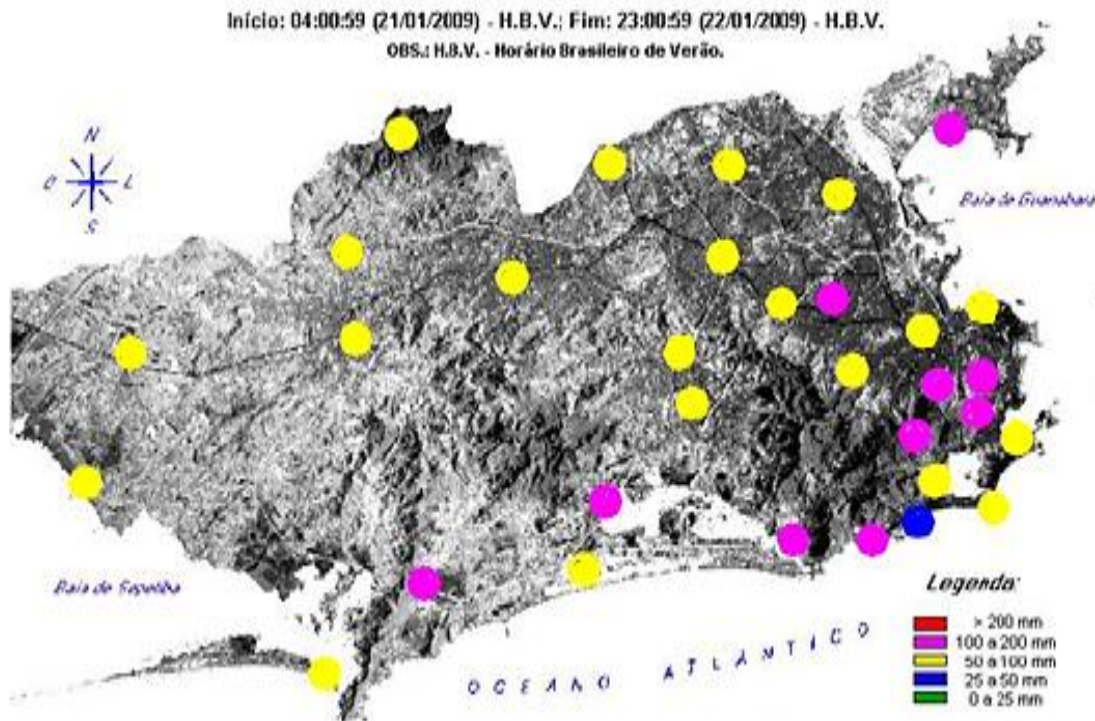 Início: 04:00:59 (21/01/2009) - H.B.V.; Fim: 23:00:59 (22/01/2009) - H.B.V.
OBS.: H.B.V. - Horário Brasileiro de Verão.
N
O L
S
Baía de Guanabara
Baía de Sepetiba
OCEANO ATLÂNTICO
Legenda:
> 200 mm
100 a 200 mm
50 a 100 mm
25 a 50 mm
0 a 25 mm